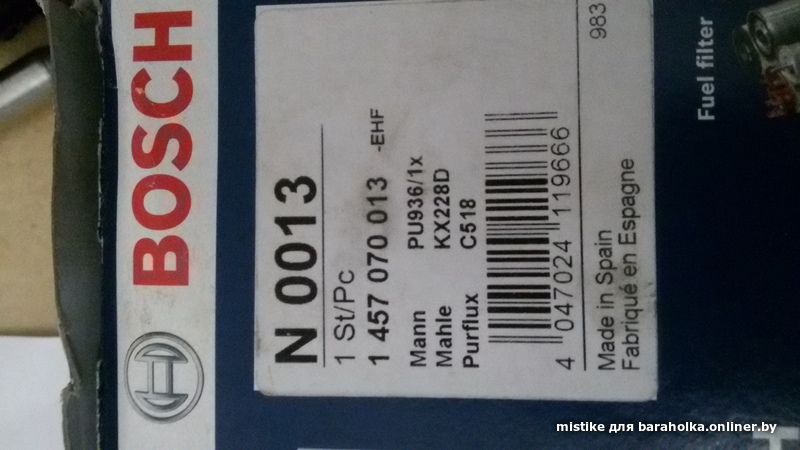 BOSCH
N 0013
1 St/Pc
1 457 070 013 -EHF
Mann PU936/1x
Mahle KX228D
Purflux C518
4 047024 119666
Made in Spain
Fabriqué en Espagne
983
Fuel filter
mistike для baraholka.onliner.by